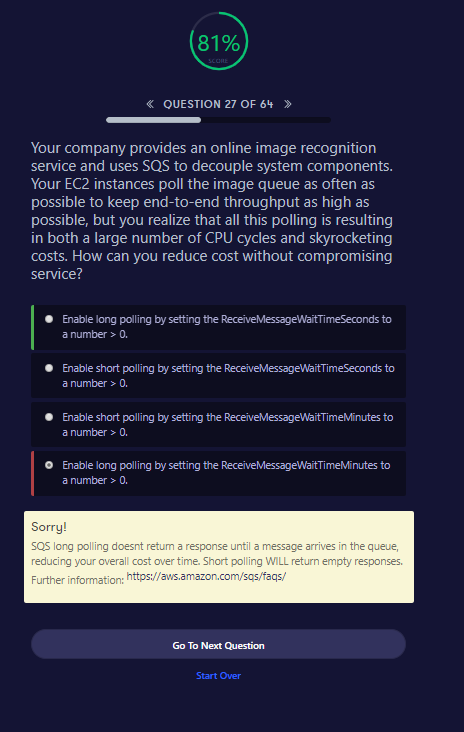 81%
SCORE
« QUESTION 27 OF 64 »
Your company provides an online image recognition
service and uses SQS to decouple system components.
Your EC2 instances poll the image queue as often as
possible to keep end-to-end throughput as high as
possible, but you realize that all this polling is resulting
in both a large number of CPU cycles and skyrocketing
costs. How can you reduce cost without compromising
service?
Enable long polling by setting the ReceiveMessageWaitTimeSeconds to
a number > 0.
Enable short polling by setting the ReceiveMessageWaitTimeSeconds to
a number > 0.
Enable short polling by setting the ReceiveMessageWaitTimeMinutes to
a number > 0.
Enable long polling by setting the ReceiveMessageWaitTimeMinutes to
a number > 0.
Sorry!
SQS long polling doesnt return a response until a message arrives in the queue,
reducing your overall cost over time. Short polling WILL return empty responses.
Further information: https://aws.amazon.com/sqs/faqs/
Go To Next Question
Start Over